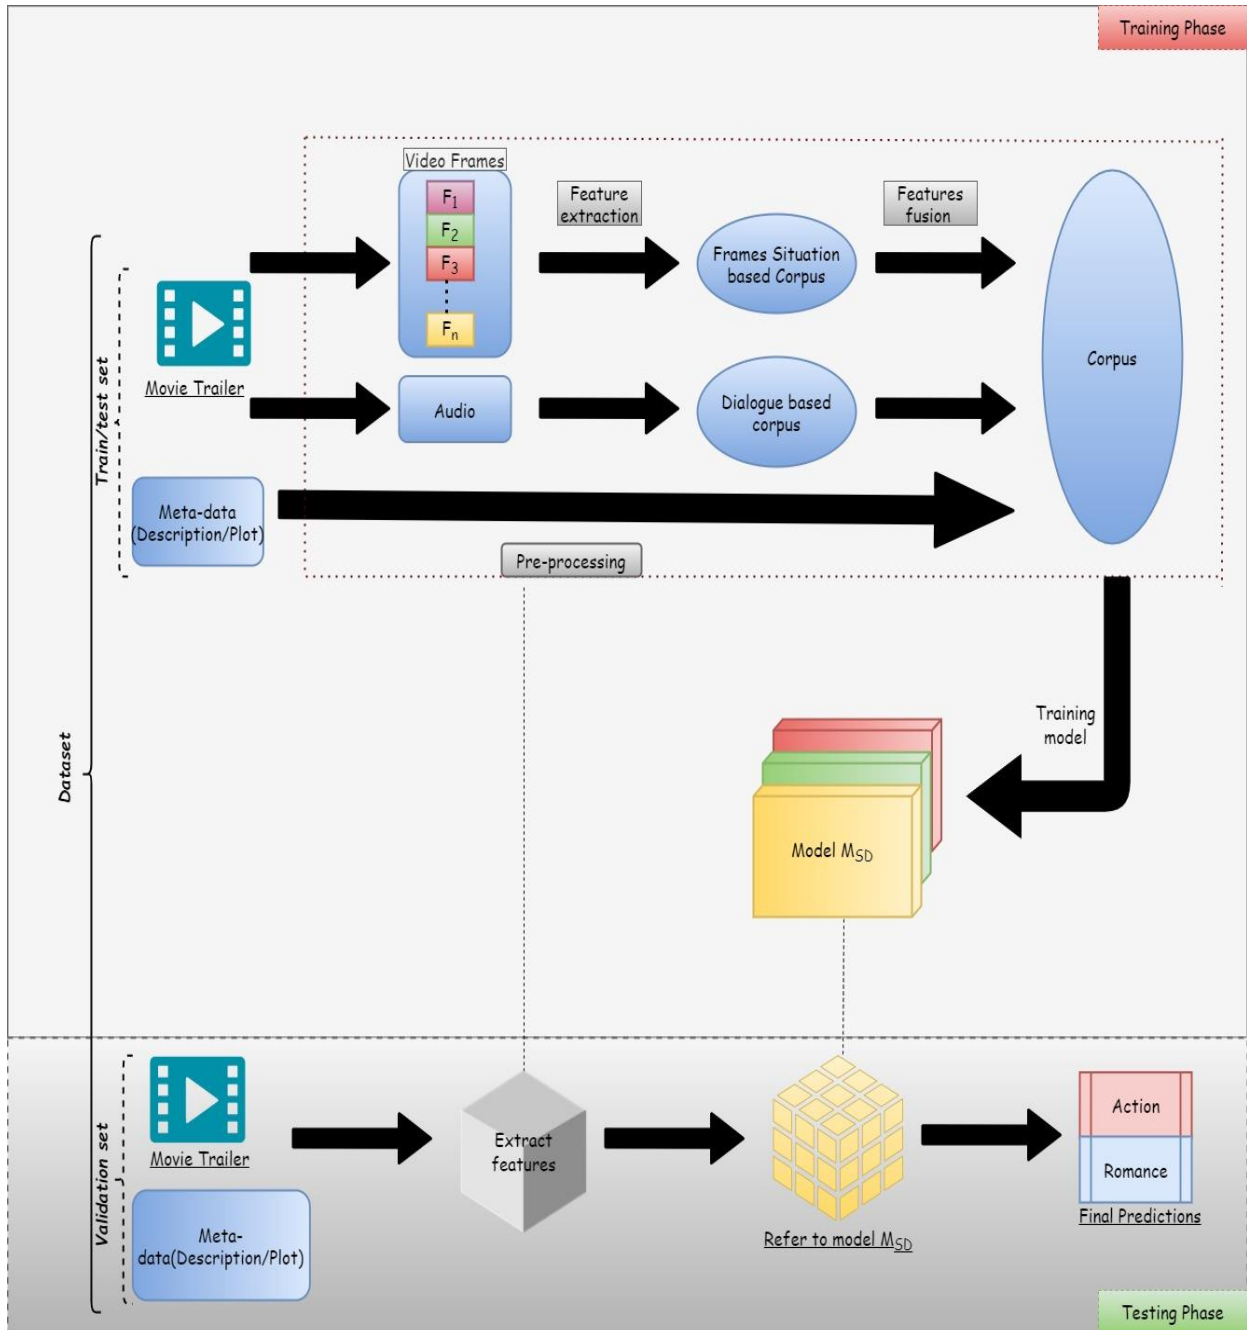 Training Phase
Video Frames
F1
F2
F3
Fn
Feature
extraction
Features
fusion
Frames Situation
based Corpus
Corpus
Movie Trailer
Audio
Dialogue based
corpus
Train/test set
Meta-data
(Description/Plot)
Pre-processing
Training
model
Dataset
Model MSD
Movie Trailer
Validation set
Meta-
data(Description/Plot)
Extract
features
Refer to model MSD
Action
Romance
Final Predictions
Testing Phase